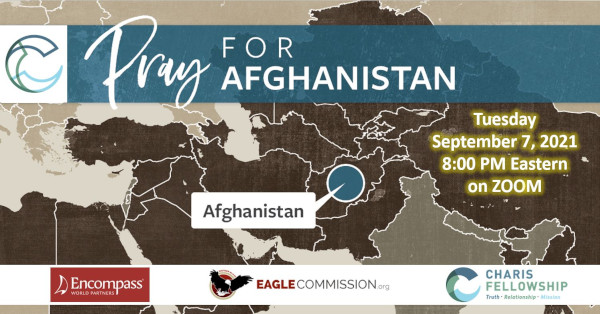 Pray FOR
AFGHANISTAN
Tuesday
September 7, 2021
8:00 PM Eastern
on ZOOM
Afghanistan
Encompass
WORLD PARTNERS
EAGLECOMMISSION.org
CHARIS
FELLOWSHIP
Truth • Relationship • Mission